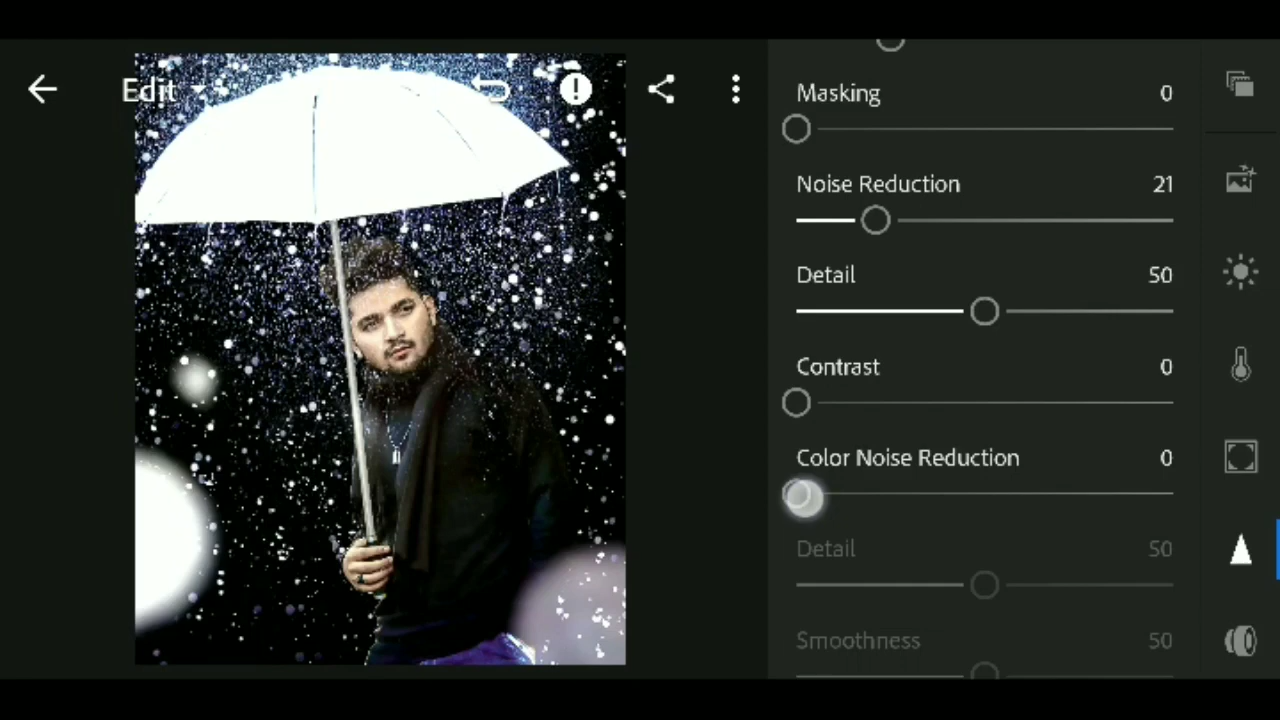 Edit
Masking 0
Noise Reduction 21
Detail 50
Contrast 0
Color Noise Reduction 0
Detail 50
Smoothness 50